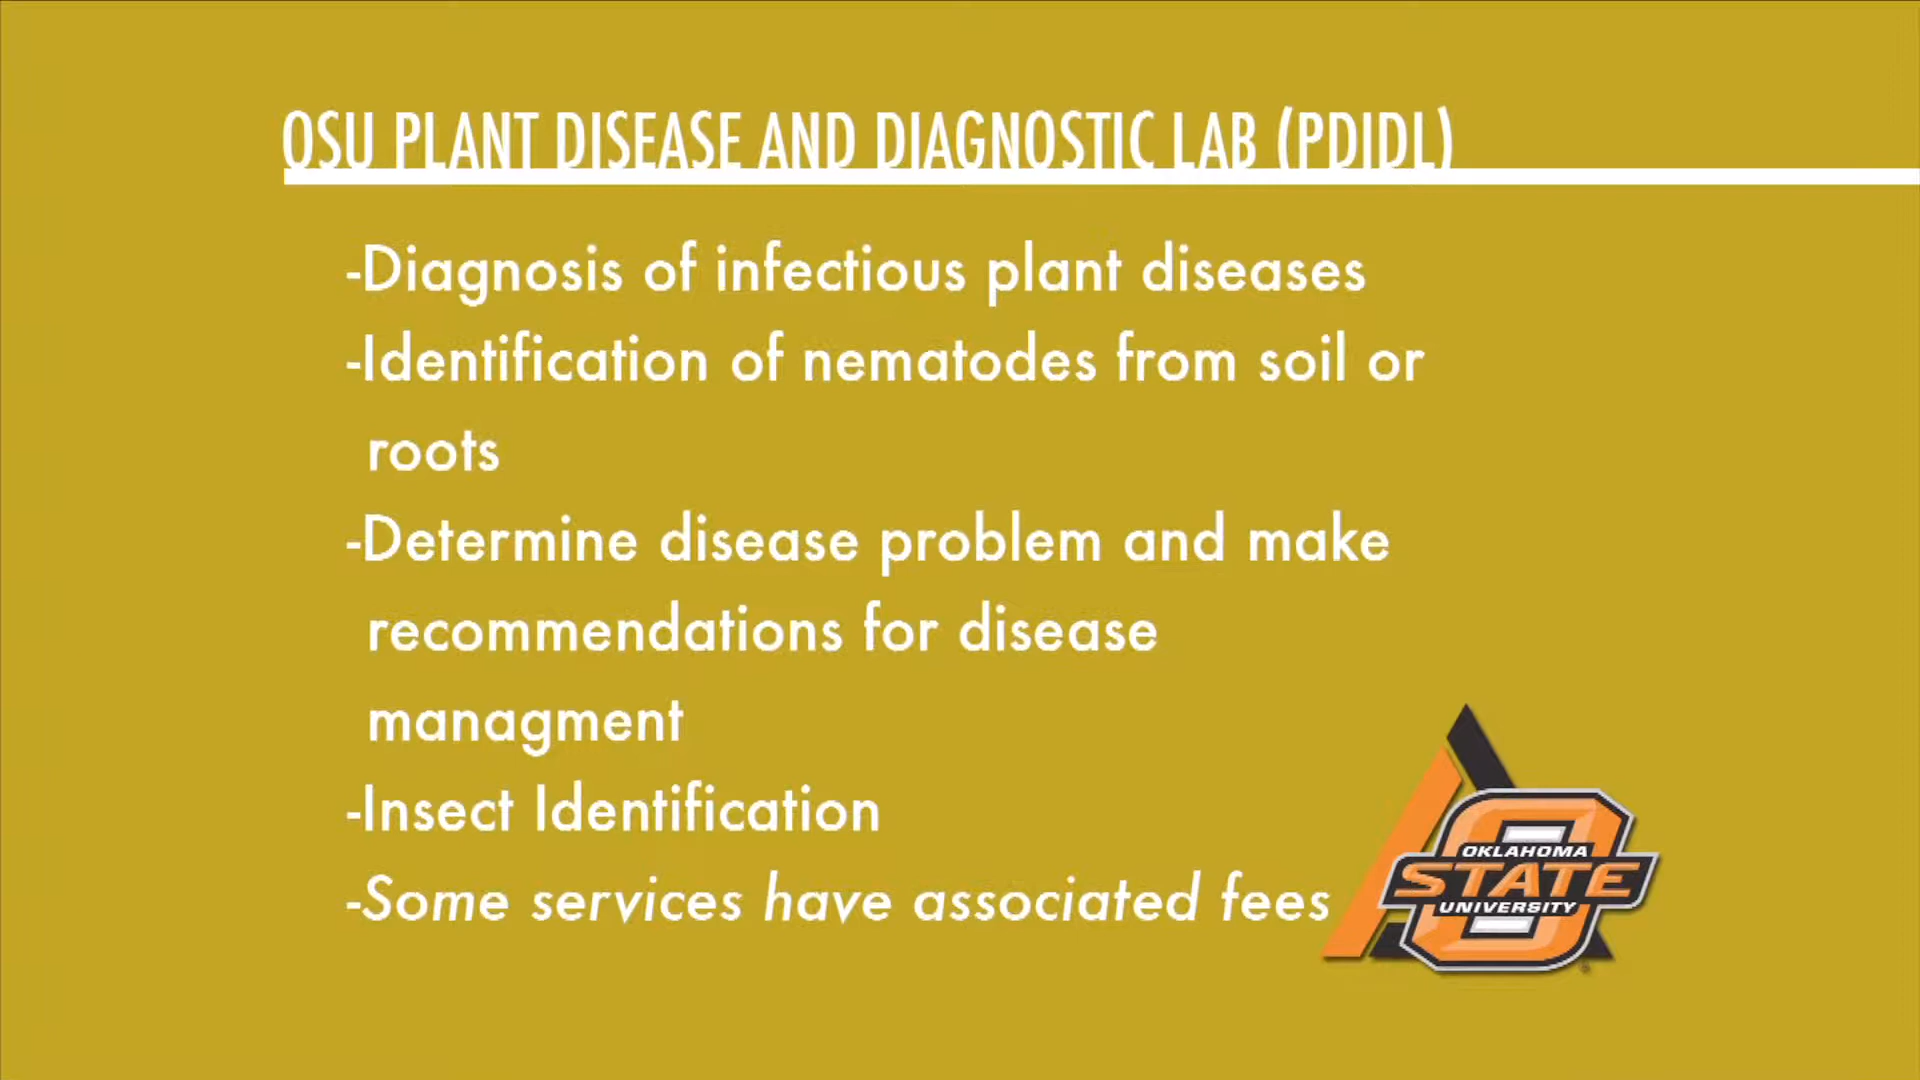 OSU PLANT DISEASE AND DIAGNOSTIC LAB (PDIDL)
-Diagnosis of infectious plant diseases
-Identification of nematodes from soil or
roots
-Determine disease problem and make
recommendations for disease
managment
-Insect Identification
-Some services have associated fees
OKLAHOMA
STATE
UNIVERSITY